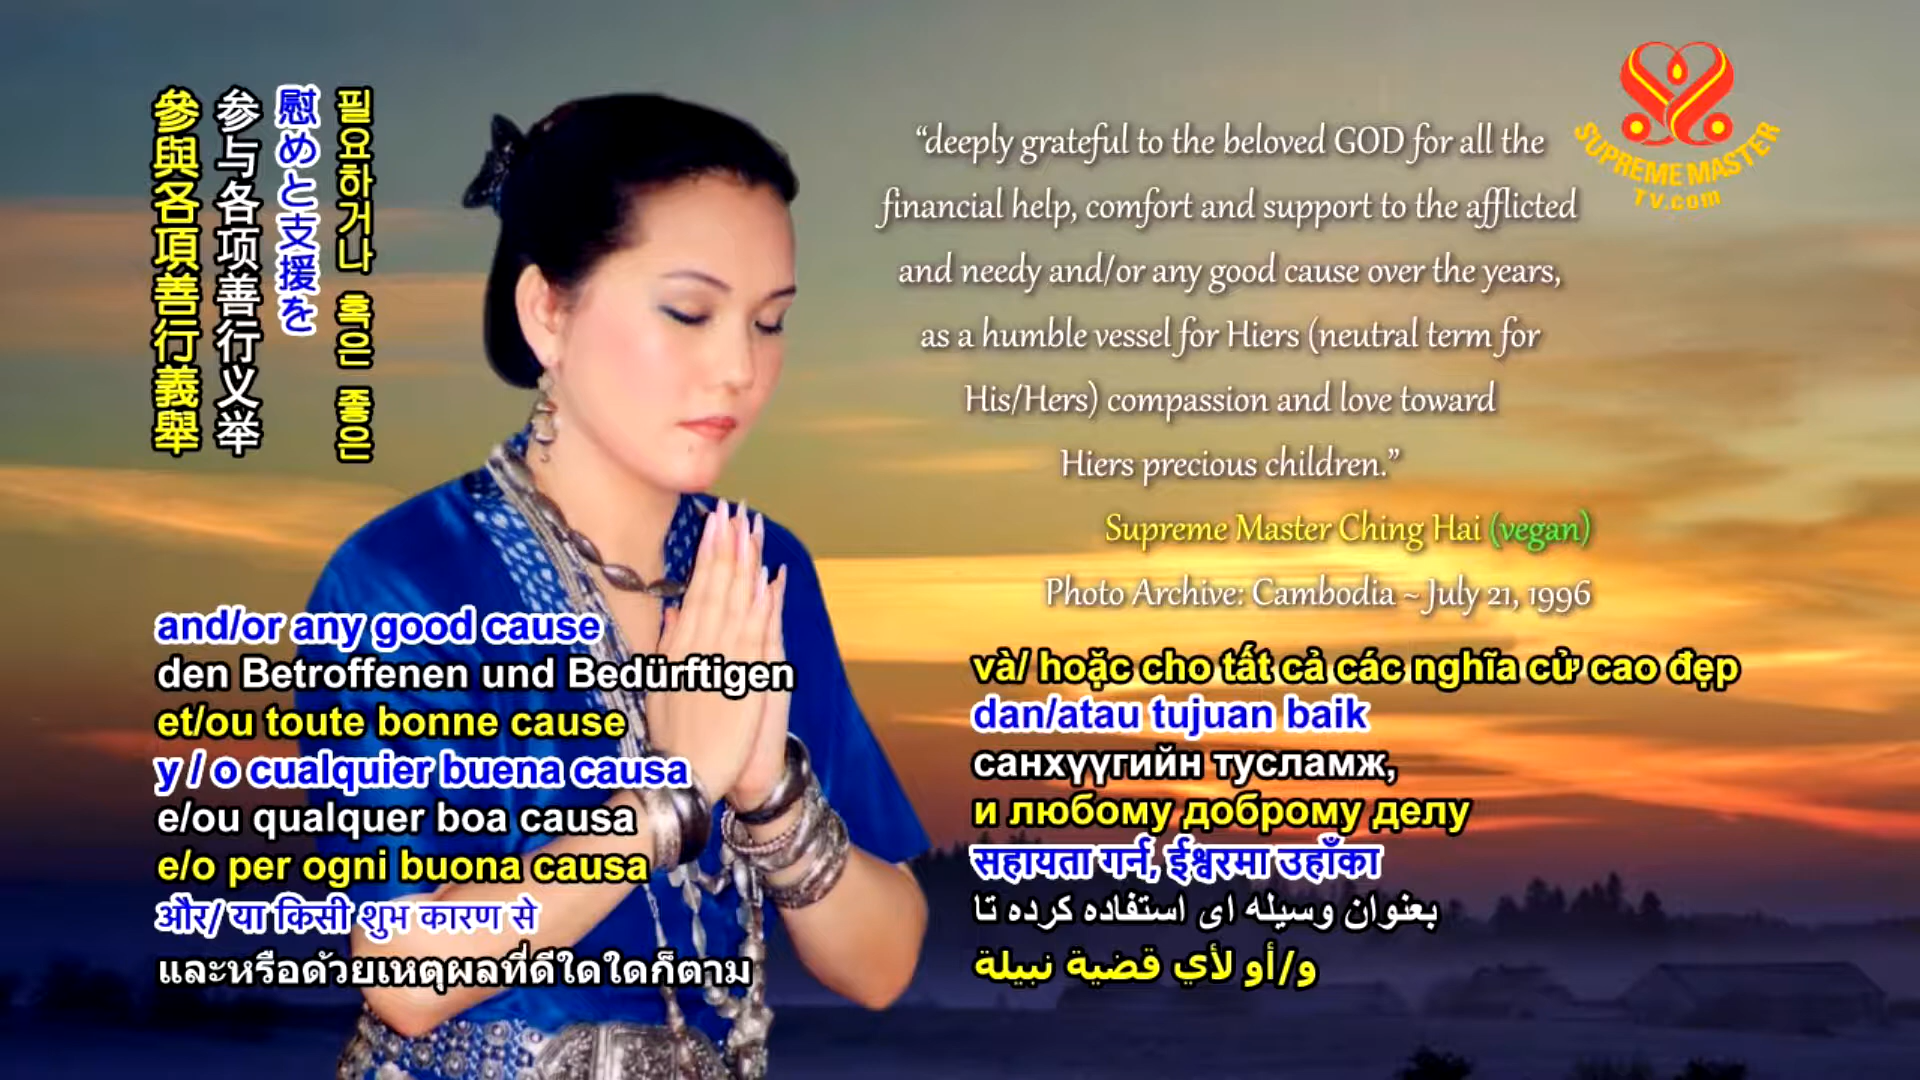 參與各項善行義舉
参与各项善行义举
慰めと支援を
필요하거나 혹은 좋은
“deeply grateful to the beloved GOD for all the
financial help, comfort and support to the afflicted
and needy and/or any good cause over the years,
as a humble vessel for Hiers (neutral term for
His/Hers) compassion and love toward
Hiers precious children.”
Supreme Master Ching Hai (vegan)
Photo Archive: Cambodia ~ July 21, 1996
SUPREME MASTER
TV.com
and/or any good cause
den Betroffenen und Bedürftigen
et/ou toute bonne cause
y / o cualquier buena causa
e/ou qualquer boa causa
e/o per ogni buona causa
और/ या किसी शुभ कारण से
และหรือด้วยเหตุผลที่ดีใดใดก็ตาม
và/ hoặc cho tất cả các nghĩa cử cao đẹp
dan/atau tujuan baik
санхүүгийн тусламж,
и любому доброму делу
सहायता गर्न, ईश्वरमा उहाँका
بعنوان وسیله ای استفاده کرده تا
و/أو لأي قضية نبيلة